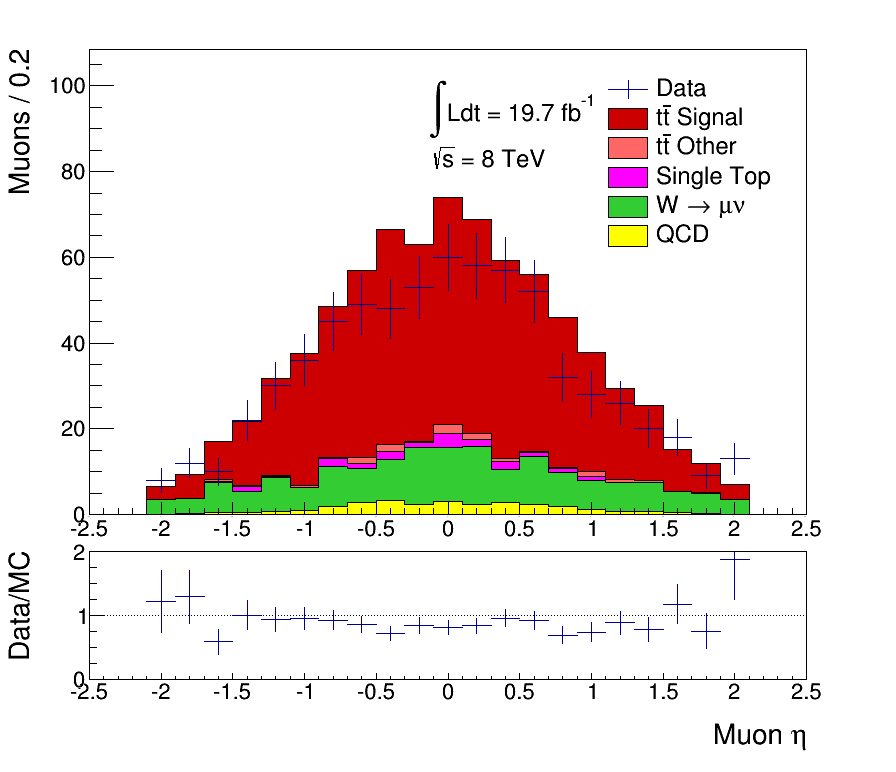 Muons / 0.2
100
80
60
40
20
0
∫Ldt = 19.7 fb⁻¹
√s = 8 TeV
Data
tt̄ Signal
tt̄ Other
Single Top
W → μν
QCD
-2.5 -2 -1.5 -1 -0.5 0 0.5 1 1.5 2 2.5
Data/MC
2
1
0
-2.5 -2 -1.5 -1 -0.5 0 0.5 1 1.5 2 2.5
Muon η